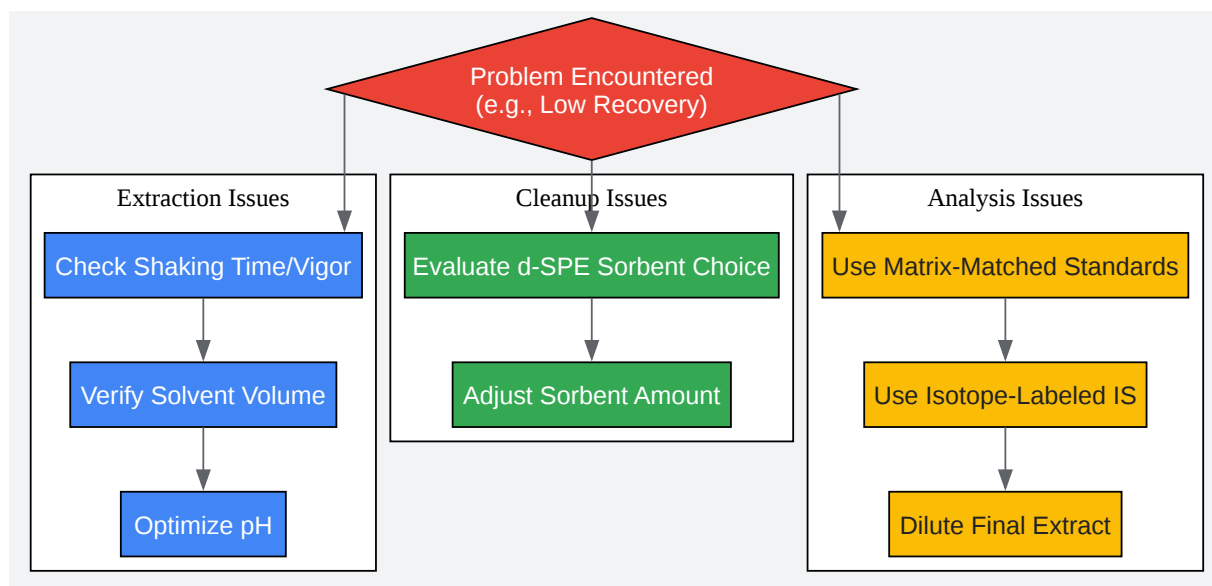 Problem Encountered
(e.g., Low Recovery)
Extraction Issues
Check Shaking Time/Vigor
Verify Solvent Volume
Optimize pH
Cleanup Issues
Evaluate d-SPE Sorbent Choice
Adjust Sorbent Amount
Analysis Issues
Use Matrix-Matched Standards
Use Isotope-Labeled IS
Dilute Final Extract